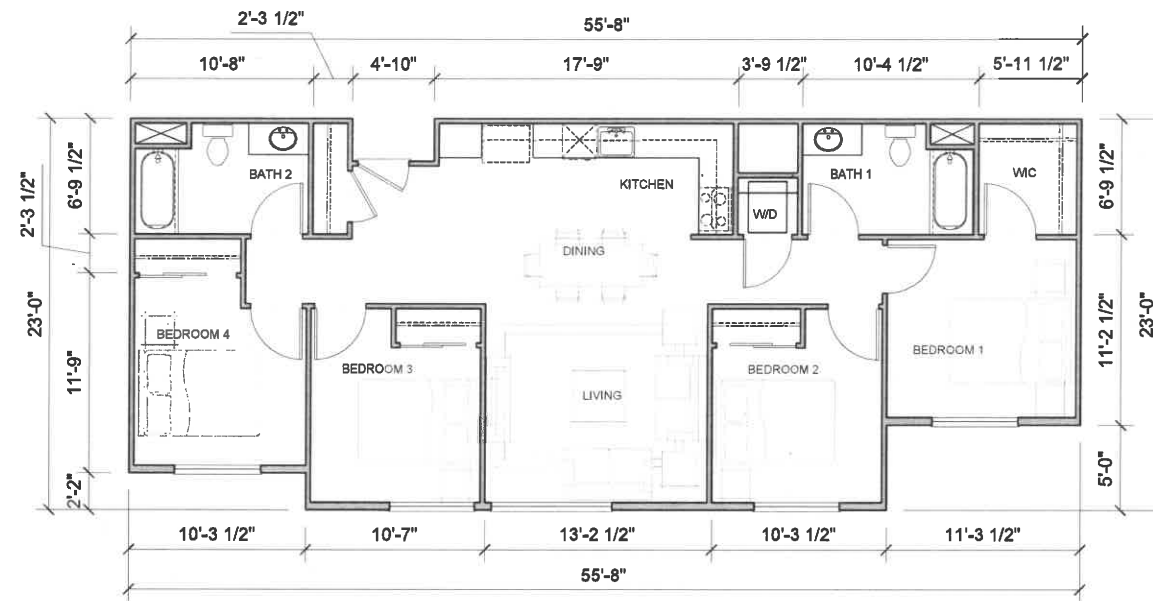 2'-3 1/2"
55'-8"
10'-8"
4'-10"
17'-9"
3'-9 1/2"
10'-4 1/2"
5'-11 1/2"
6'-9 1/2"
2'-3 1/2"
23'-0"
11'-9"
2'-2"
BATH 2
KITCHEN
W/D
BATH 1
WIC
DINING
BEDROOM 4
BEDROOM 3
LIVING
BEDROOM 2
BEDROOM 1
6'-9 1/2"
11'-2 1/2"
23'-0"
5'-0"
10'-3 1/2"
10'-7"
13'-2 1/2"
10'-3 1/2"
11'-3 1/2"
55'-8"